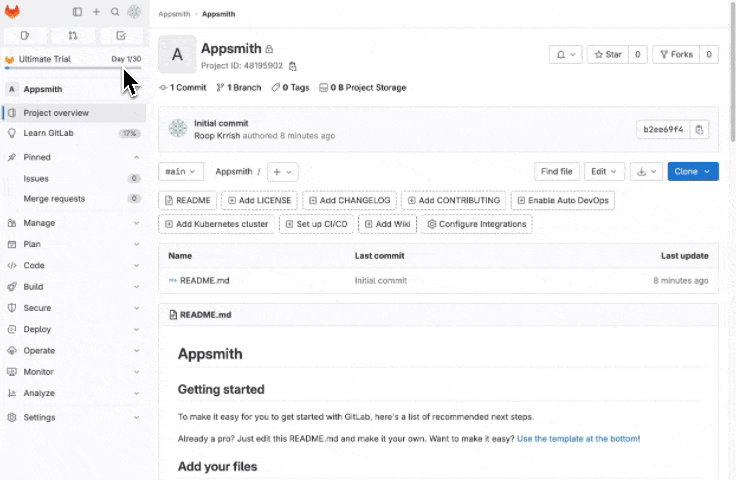 Appsmith › Appsmith
Ultimate Trial Day 1/30
A Appsmith
Project overview
Learn GitLab 17%
Pinned
Issues 0
Merge requests 0
Manage
Plan
Code
Build
Secure
Deploy
Operate
Monitor
Analyze
Settings
A
Appsmith
Project ID: 48195902
Star 0
Forks 0
1 Commit 1 Branch 0 Tags 0 B Project Storage
Initial commit
Roop Krrish authored 8 minutes ago
b2ee69f4
main Appsmith / +
Find file Edit Clone
README Add LICENSE Add CHANGELOG Add CONTRIBUTING Enable Auto DevOps
Add Kubernetes cluster Set up CI/CD Add Wiki Configure Integrations
Name Last commit Last update
README.md Initial commit 8 minutes ago
README.md
Appsmith
Getting started
To make it easy for you to get started with GitLab, here's a list of recommended next steps.
Already a pro? Just edit this README.md and make it your own. Want to make it easy? Use the template at the bottom!
Add your files